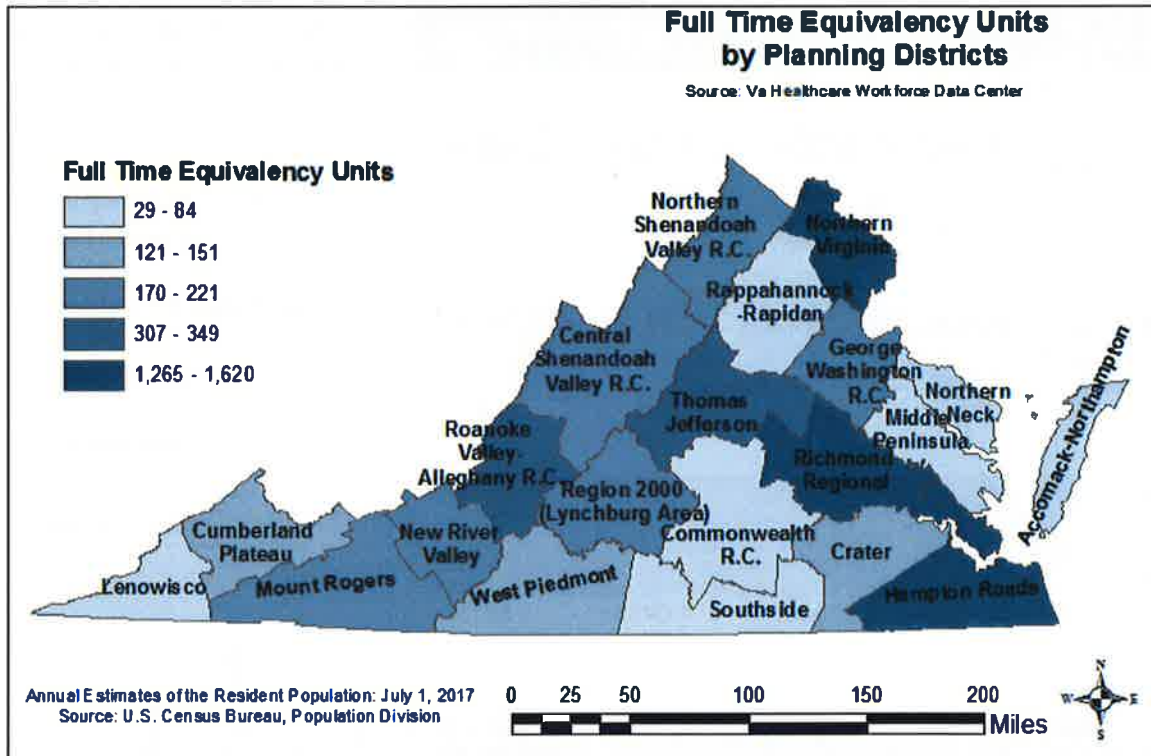 Full Time Equivalency Units
by Planning Districts
Source: Va Healthcare Workforce Data Center
Full Time Equivalency Units
29 - 84
121 - 151
170 - 221
307 - 349
1,265 - 1,620
Northern
Shenandoah
Valley R.C.
Northern
Virginia
Rappahannock
-Rapidan
Central
Shenandoah
Valley R.C.
George
Washington
R.C.
Northern
Neck
Middle
Peninsula
Accomack-Northampton
Thomas
Jefferson
Roanoke
Valley-
Alleghany R.C.
Richmond
Regional
Region 2000
(Lynchburg Area)
Commonwealth
R.C.
Cumberland
Plateau
New River
Valley
Crater
Lenowisco
Mount Rogers
West Piedmont
Southside
Hampton Roads
Annual Estimates of the Resident Population: July 1, 2017
Source: U.S. Census Bureau, Population Division
0 25 50 100 150 200
Miles
N
W E
S